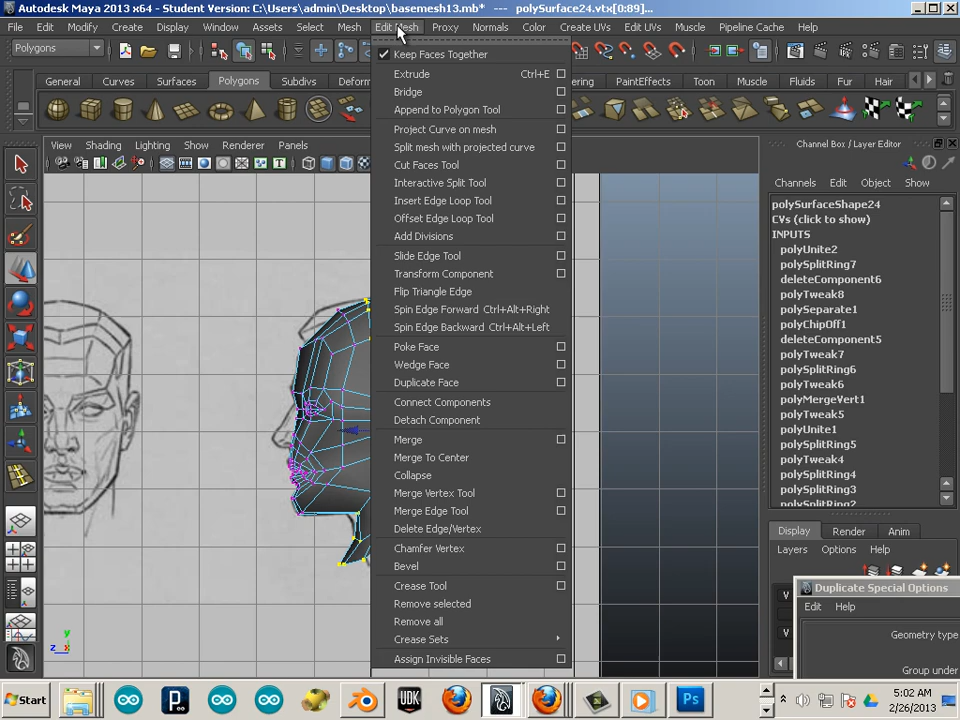 Autodesk Maya 2013 x64 - Student Version: C:\Users\admin\Desktop\basemesh13.mb* --- polySurface24.vtx[0:89]...
File Edit Modify Create Display Window Assets Select Mesh Edit Mesh Proxy Normals Color Create UVs Edit UVs Muscle Pipeline Cache Help
Polygons
General Curves Surfaces Polygons Subdivs Deform ering PaintEffects Toon Muscle Fluids Fur Hair
View Shading Lighting Show Renderer Panels
Keep Faces Together
Extrude Ctrl+E
Bridge
Append to Polygon Tool
Project Curve on mesh
Split mesh with projected curve
Cut Faces Tool
Interactive Split Tool
Insert Edge Loop Tool
Offset Edge Loop Tool
Add Divisions
Slide Edge Tool
Transform Component
Flip Triangle Edge
Spin Edge Forward Ctrl+Alt+Right
Spin Edge Backward Ctrl+Alt+Left
Poke Face
Wedge Face
Duplicate Face
Connect Components
Detach Component
Merge
Merge To Center
Collapse
Merge Vertex Tool
Merge Edge Tool
Delete Edge/Vertex
Chamfer Vertex
Bevel
Crease Tool
Remove selected
Remove all
Crease Sets
Assign Invisible Faces
Channel Box / Layer Editor
Channels Edit Object Show
polySurfaceShape24
CVs (click to show)
INPUTS
polyUnite2
polySplitRing7
deleteComponent6
polyTweak8
polySeparate1
polyChipOff1
deleteComponent5
polyTweak7
polySplitRing6
polyTweak6
polyMergeVert1
polyTweak5
polyUnite1
polySplitRing5
polyTweak4
polySplitRing4
polySplitRing3
polySplitRing2
Display Render Anim
Layers Options Help
V
V
Duplicate Special Options
Edit Help
Geometry type
Group under
y
z x
Start
UDK
Ps
5:02 AM
2/26/2013